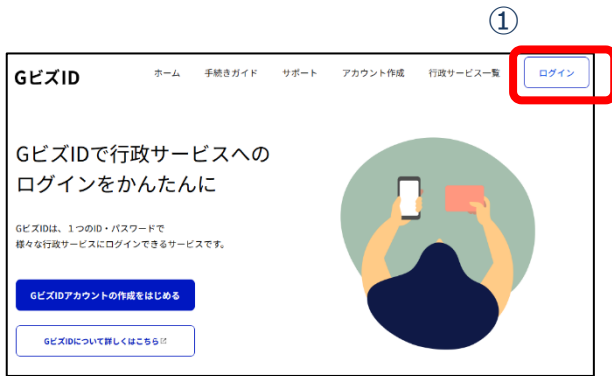 ①
GビズID
ホーム 手続きガイド サポート アカウント作成 行政サービス一覧 ログイン
GビズIDで行政サービスへの
ログインをかんたんに
GビズIDは、１つのID・パスワードで
様々な行政サービスにログインできるサービスです。
GビズIDアカウントの作成をはじめる
GビズIDについて詳しくはこちら